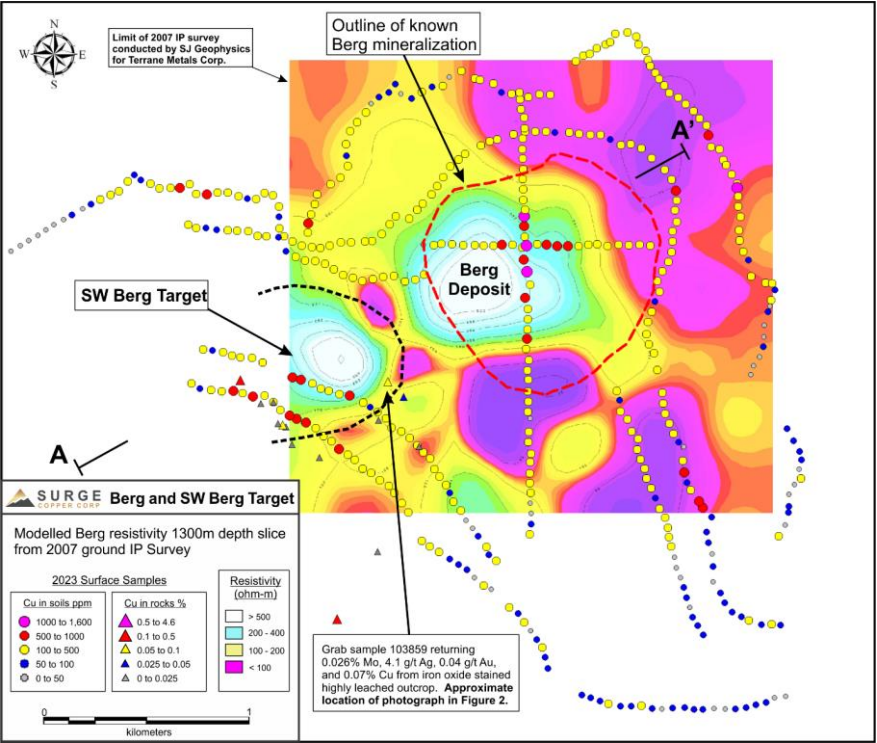 N
W
E
S
Limit of 2007 IP survey
conducted by SJ Geophysics
for Terrane Metals Corp.
Outline of known
Berg mineralization
A'
Berg
Deposit
SW Berg Target
A
SURGE
COPPER CORP
Berg and SW Berg Target
Modelled Berg resistivity 1300m depth slice
from 2007 ground IP Survey
2023 Surface Samples
Cu in soils ppm
1000 to 1,600
500 to 1000
100 to 500
50 to 100
0 to 50
Cu in rocks %
0.5 to 4.6
0.1 to 0.5
0.05 to 0.1
0.025 to 0.05
0 to 0.025
Resistivity
(ohm-m)
> 500
200 - 400
100 - 200
< 100
0
1
kilometers
Grab sample 103859 returning
0.026% Mo, 4.1 g/t Ag, 0.04 g/t Au,
and 0.07% Cu from iron oxide stained
highly leached outcrop. Approximate
location of photograph in Figure 2.